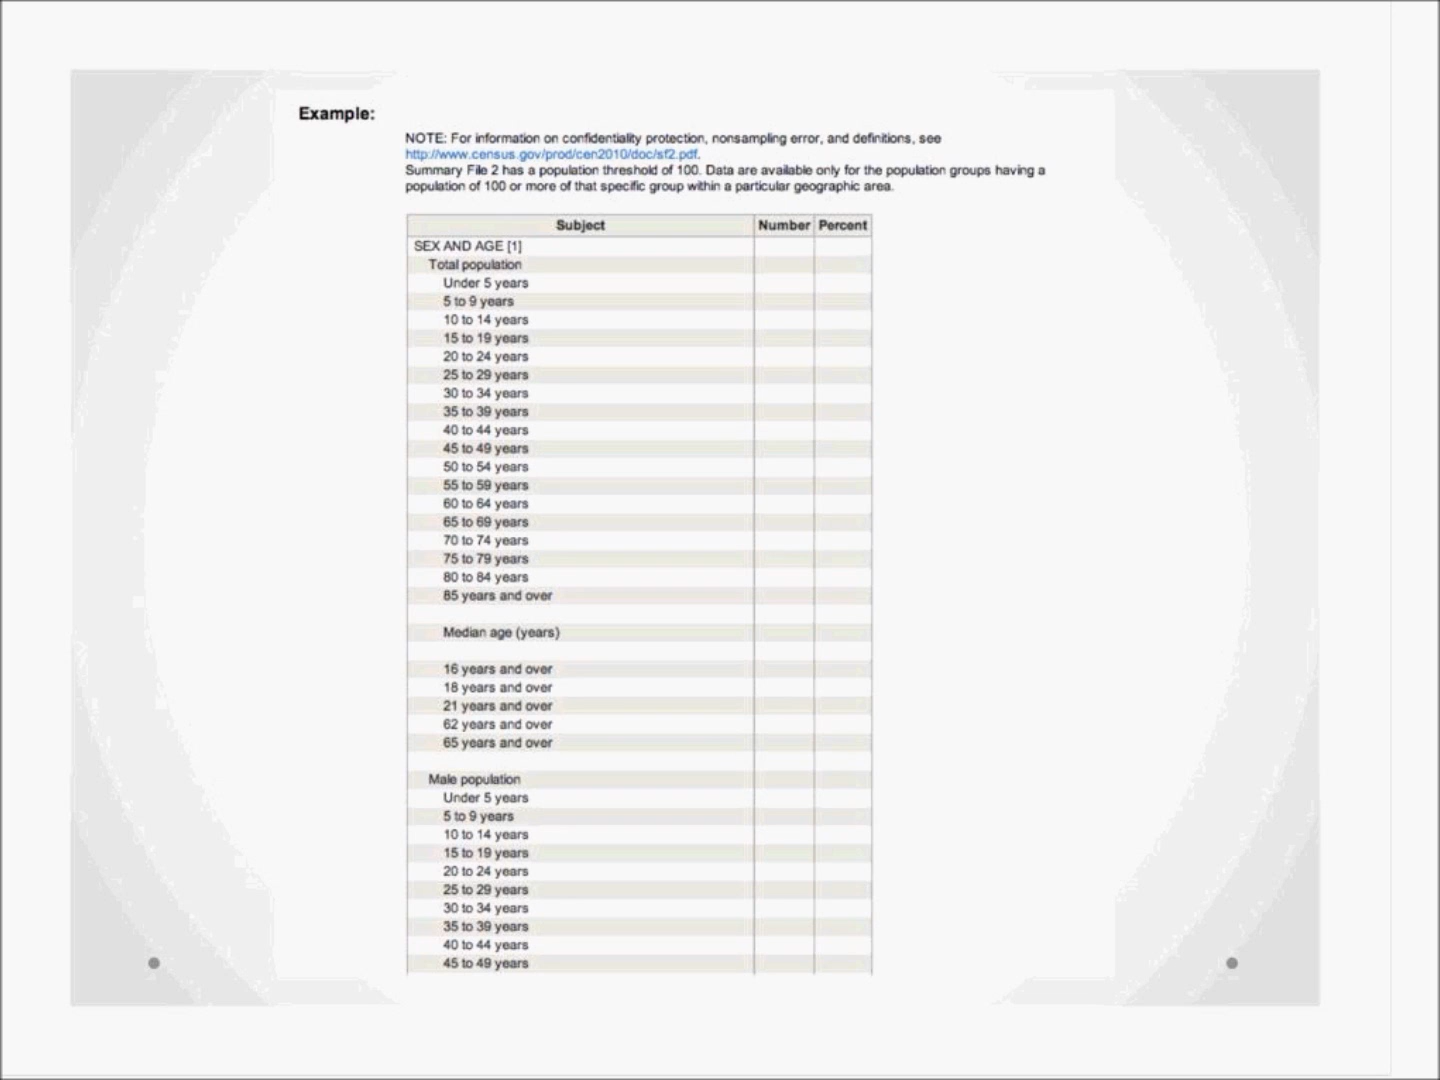 Example:
NOTE: For information on confidentiality protection, nonsampling error, and definitions, see
http://www.census.gov/prod/cen2010/doc/sf2.pdf.
Summary File 2 has a population threshold of 100. Data are available only for the population groups having a
population of 100 or more of that specific group within a particular geographic area.
Subject Number Percent
SEX AND AGE [1]
Total population
Under 5 years
5 to 9 years
10 to 14 years
15 to 19 years
20 to 24 years
25 to 29 years
30 to 34 years
35 to 39 years
40 to 44 years
45 to 49 years
50 to 54 years
55 to 59 years
60 to 64 years
65 to 69 years
70 to 74 years
75 to 79 years
80 to 84 years
85 years and over
Median age (years)
16 years and over
18 years and over
21 years and over
62 years and over
65 years and over
Male population
Under 5 years
5 to 9 years
10 to 14 years
15 to 19 years
20 to 24 years
25 to 29 years
30 to 34 years
35 to 39 years
40 to 44 years
45 to 49 years